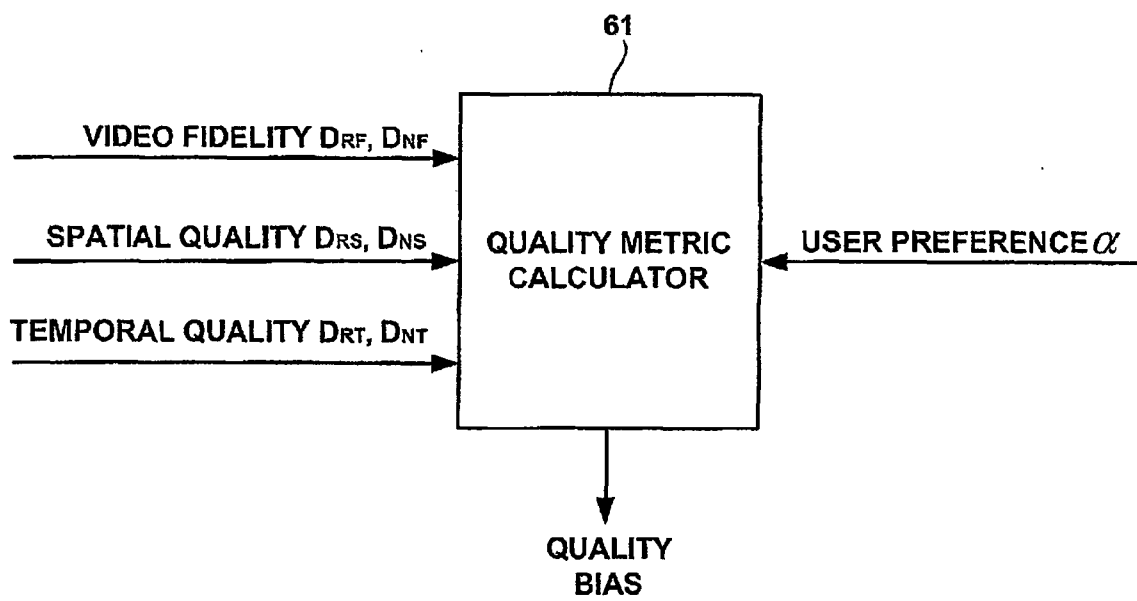 61
VIDEO FIDELITY DRF, DNF
SPATIAL QUALITY DRS, DNS
TEMPORAL QUALITY DRT, DNT
QUALITY METRIC
CALCULATOR
USER PREFERENCE α
QUALITY
BIAS